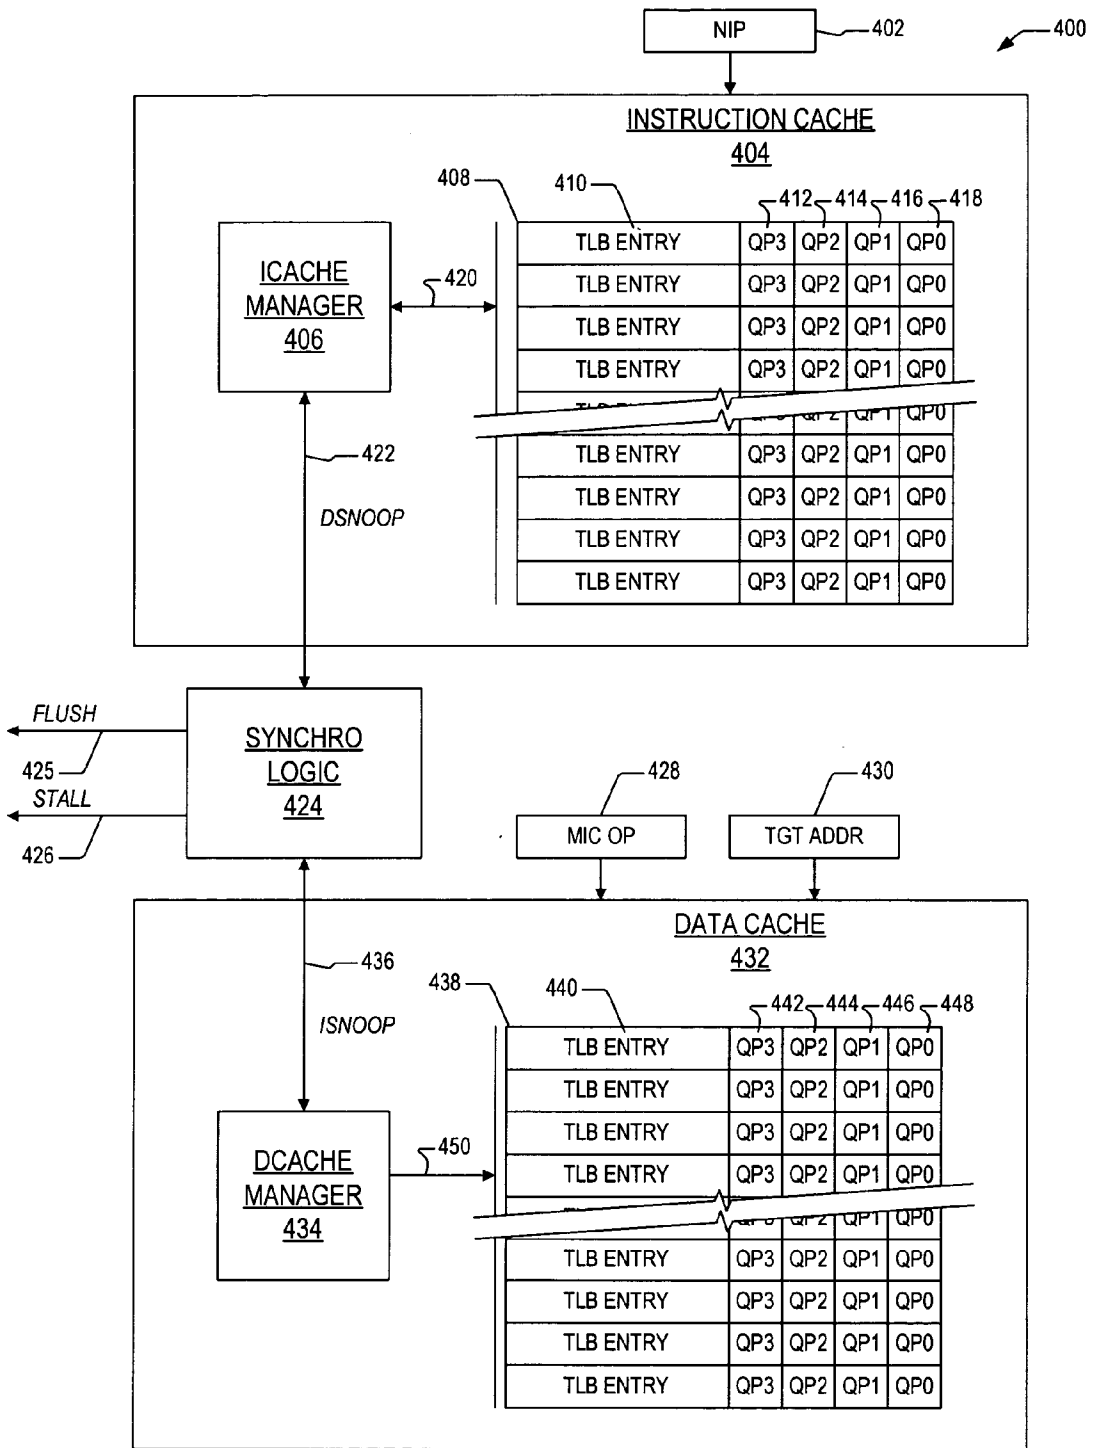 NIP 402 400
INSTRUCTION CACHE
404
408 410 412 414 416 418
TLB ENTRY QP3 QP2 QP1 QP0
ICACHE
MANAGER
406
420
TLB ENTRY QP3 QP2 QP1 QP0
TLB ENTRY QP3 QP2 QP1 QP0
TLB ENTRY QP3 QP2 QP1 QP0
QP0
TLB ENTRY QP3 QP2 QP1 QP0
TLB ENTRY QP3 QP2 QP1 QP0
TLB ENTRY QP3 QP2 QP1 QP0
TLB ENTRY QP3 QP2 QP1 QP0
422
DSNOOP
FLUSH
425
STALL
426
SYNCHRO
LOGIC
424
428 430
MIC OP TGT ADDR
DATA CACHE
432
436
ISNOOP
438 440 442 444 446 448
TLB ENTRY QP3 QP2 QP1 QP0
TLB ENTRY QP3 QP2 QP1 QP0
TLB ENTRY QP3 QP2 QP1 QP0
TLB ENTRY QP3 QP2 QP1 QP0
DCACHE
MANAGER
434
450
QP2 QP1 QP0
TLB ENTRY QP3 QP2 QP1 QP0
TLB ENTRY QP3 QP2 QP1 QP0
TLB ENTRY QP3 QP2 QP1 QP0
TLB ENTRY QP3 QP2 QP1 QP0